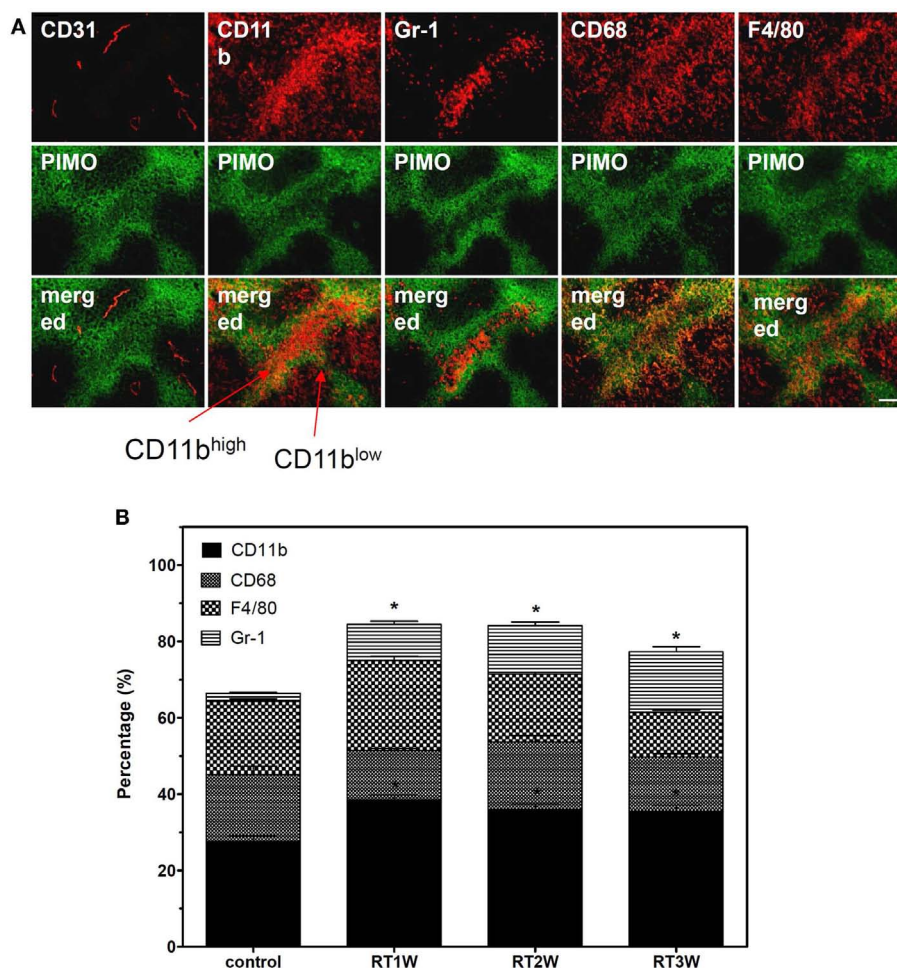 A
CD31
CD11
b
Gr-1
CD68
F4/80
PIMO
PIMO
PIMO
PIMO
PIMO
merg
ed
merg
ed
merg
ed
merg
ed
merg
ed
CD11bhigh
CD11blow
B
CD11b
CD68
F4/80
Gr-1
Percentage (%)
100
80
60
40
20
0
* * *
* * *
control RT1W RT2W RT3W